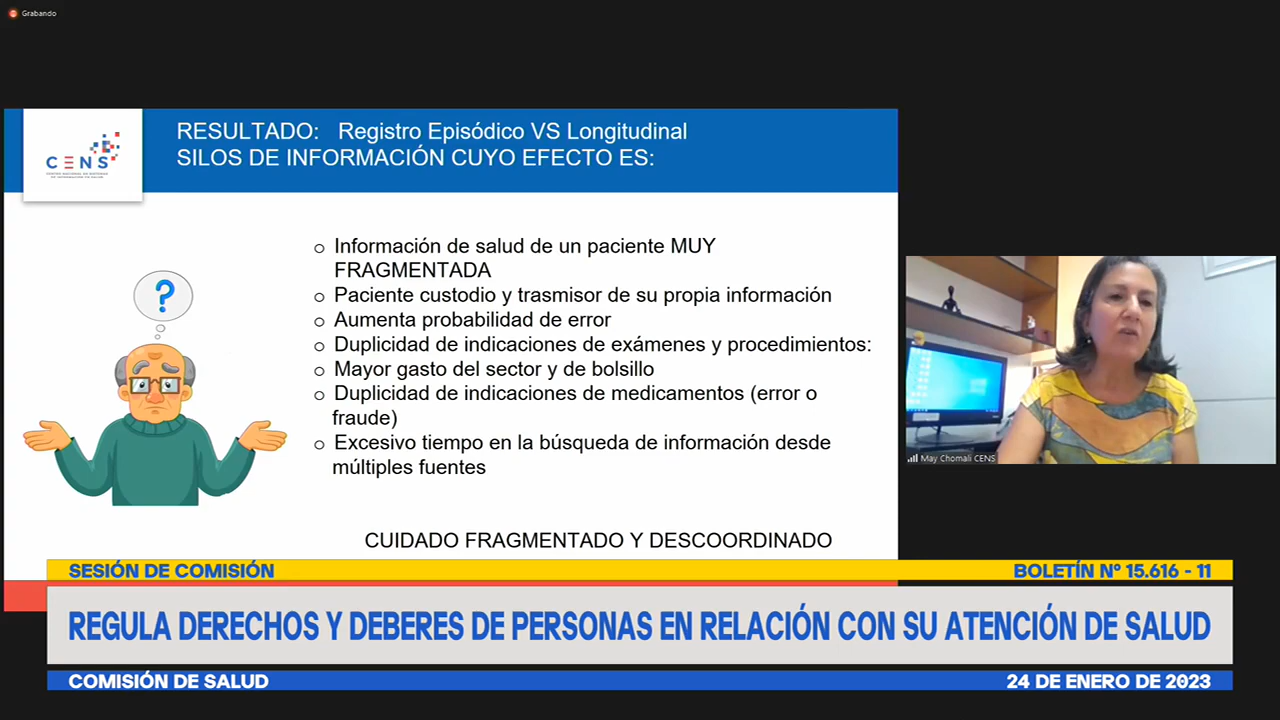 Grabando
CENS
RESULTADO: Registro Episódico VS Longitudinal
SILOS DE INFORMACIÓN CUYO EFECTO ES:
?
o Información de salud de un paciente MUY
FRAGMENTADA
o Paciente custodio y trasmisor de su propia información
o Aumenta probabilidad de error
o Duplicidad de indicaciones de exámenes y procedimientos:
o Mayor gasto del sector y de bolsillo
o Duplicidad de indicaciones de medicamentos (error o
fraude)
o Excesivo tiempo en la búsqueda de información desde
múltiples fuentes
CUIDADO FRAGMENTADO Y DESCOORDINADO
May Chomali CENS
SESIÓN DE COMISIÓN
BOLETÍN Nº 15.616 - 11
REGULA DERECHOS Y DEBERES DE PERSONAS EN RELACIÓN CON SU ATENCIÓN DE SALUD
COMISIÓN DE SALUD
24 DE ENERO DE 2023